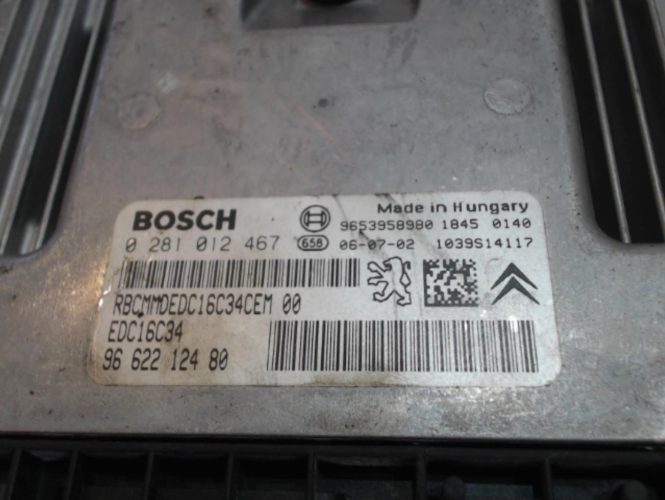 BOSCH
Made in Hungary
9653958980 1845 0140
0 281 012 467 658 06-07-02 1039S14117
RBCMMDEDC16C34CEM 00
EDC16C34
96 622 124 80